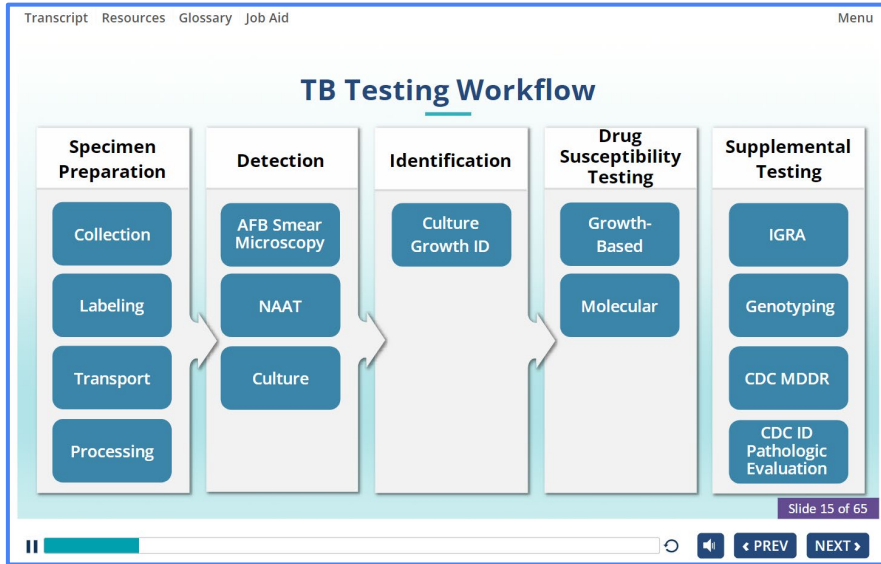 Transcript Resources Glossary Job Aid
Menu
TB Testing Workflow
Specimen
Preparation
Collection
Labeling
Transport
Processing
Detection
AFB Smear
Microscopy
NAAT
Culture
Identification
Culture
Growth ID
Drug
Susceptibility
Testing
Growth-
Based
Molecular
Supplemental
Testing
IGRA
Genotyping
CDC MDDR
CDC ID
Pathologic
Evaluation
Slide 15 of 65
PREV
NEXT